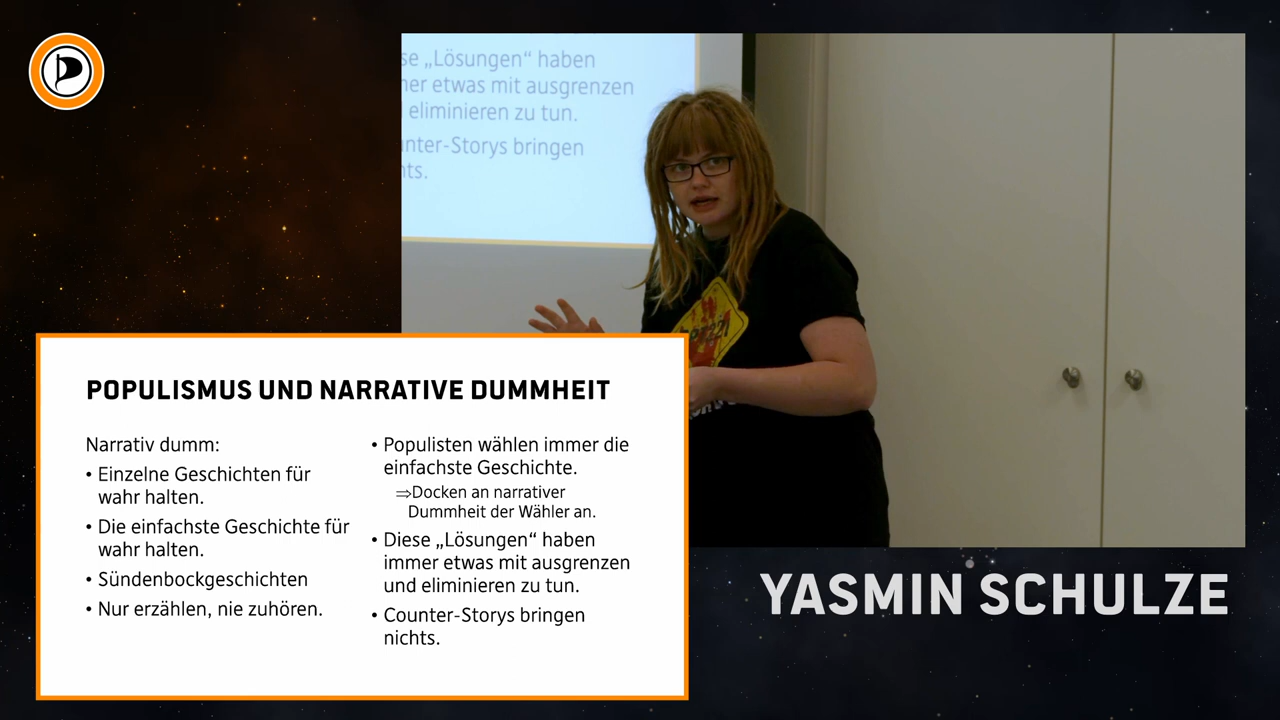 se „Lösungen“ haben
er etwas mit ausgrenzen
eliminieren zu tun.
nter-Storys bringen
ts.
POPULISMUS UND NARRATIVE DUMMHEIT
Narrativ dumm:
• Einzelne Geschichten für
wahr halten.
• Die einfachste Geschichte für
wahr halten.
• Sündenbockgeschichten
• Nur erzählen, nie zuhören.
• Populisten wählen immer die
einfachste Geschichte.
⇒Docken an narrativer
Dummheit der Wähler an.
• Diese „Lösungen“ haben
immer etwas mit ausgrenzen
und eliminieren zu tun.
• Counter-Storys bringen
nichts.
YASMIN SCHULZE